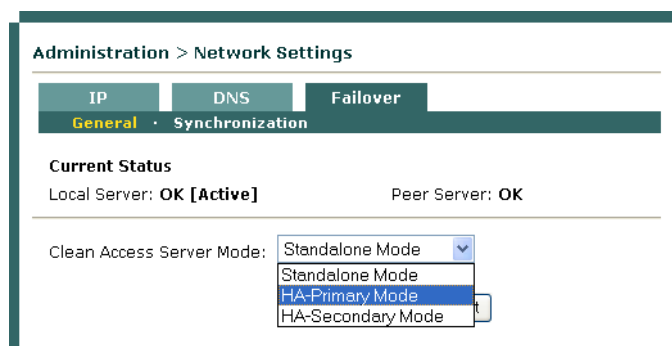 Administration > Network Settings
IP DNS Failover
General · Synchronization
Current Status
Local Server: OK [Active] Peer Server: OK
Clean Access Server Mode: Standalone Mode
Standalone Mode
HA-Primary Mode
HA-Secondary Mode